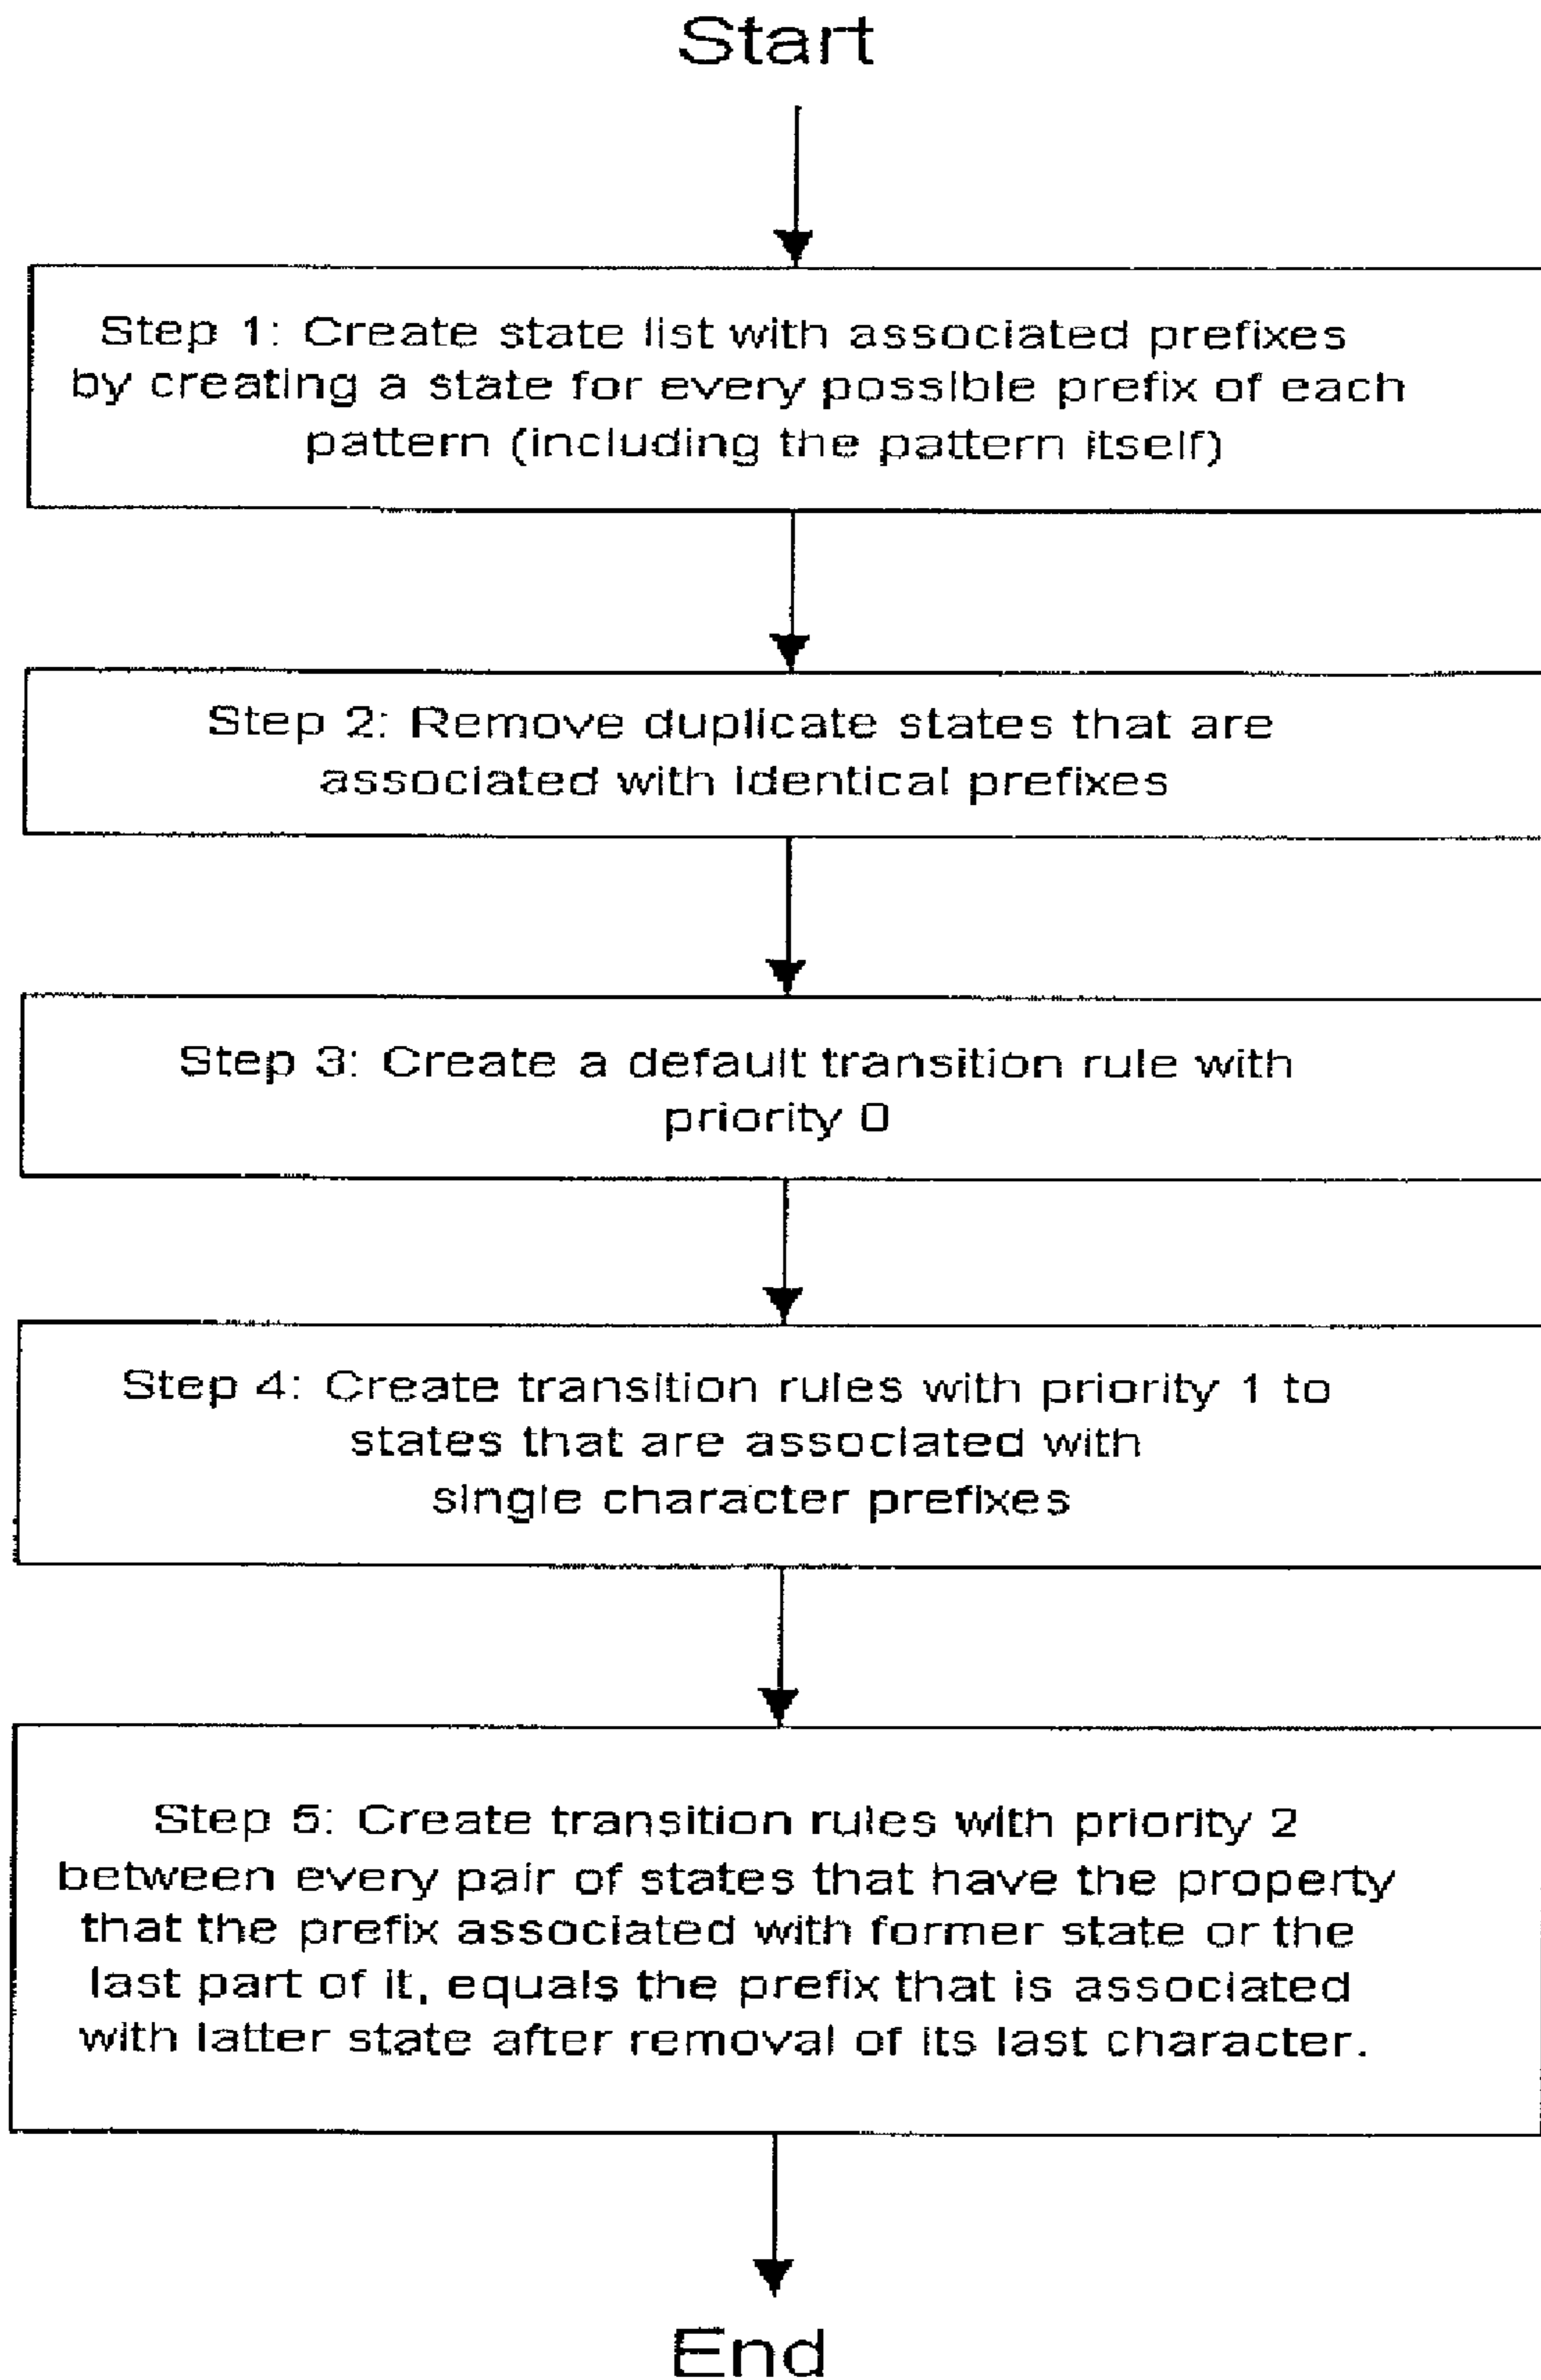 Start
Step 1: Create state list with associated prefixes
by creating a state for every possible prefix of each
pattern (including the pattern itself)
Step 2: Remove duplicate states that are
associated with identical prefixes
Step 3: Create a default transition rule with
priority 0
Step 4: Create transition rules with priority 1 to
states that are associated with
single character prefixes
Step 5: Create transition rules with priority 2
between every pair of states that have the property
that the prefix associated with former state or the
last part of it, equals the prefix that is associated
with latter state after removal of its last character.
End